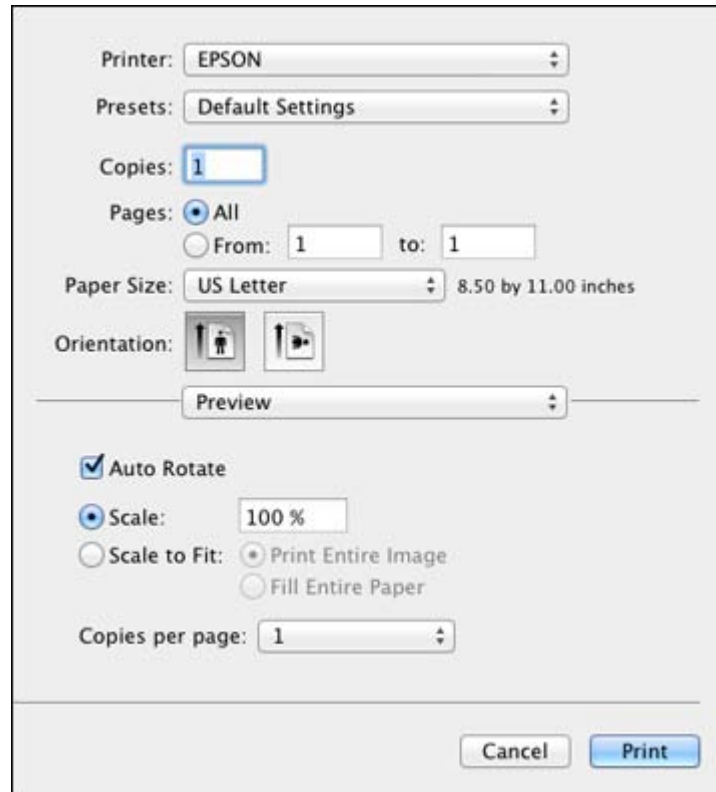 Printer: EPSON
Presets: Default Settings
Copies: 1
Pages: All
From: 1 to: 1
Paper Size: US Letter 8.50 by 11.00 inches
Orientation:
Preview
Auto Rotate
Scale: 100 %
Scale to Fit: Print Entire Image
Fill Entire Paper
Copies per page: 1
Cancel Print